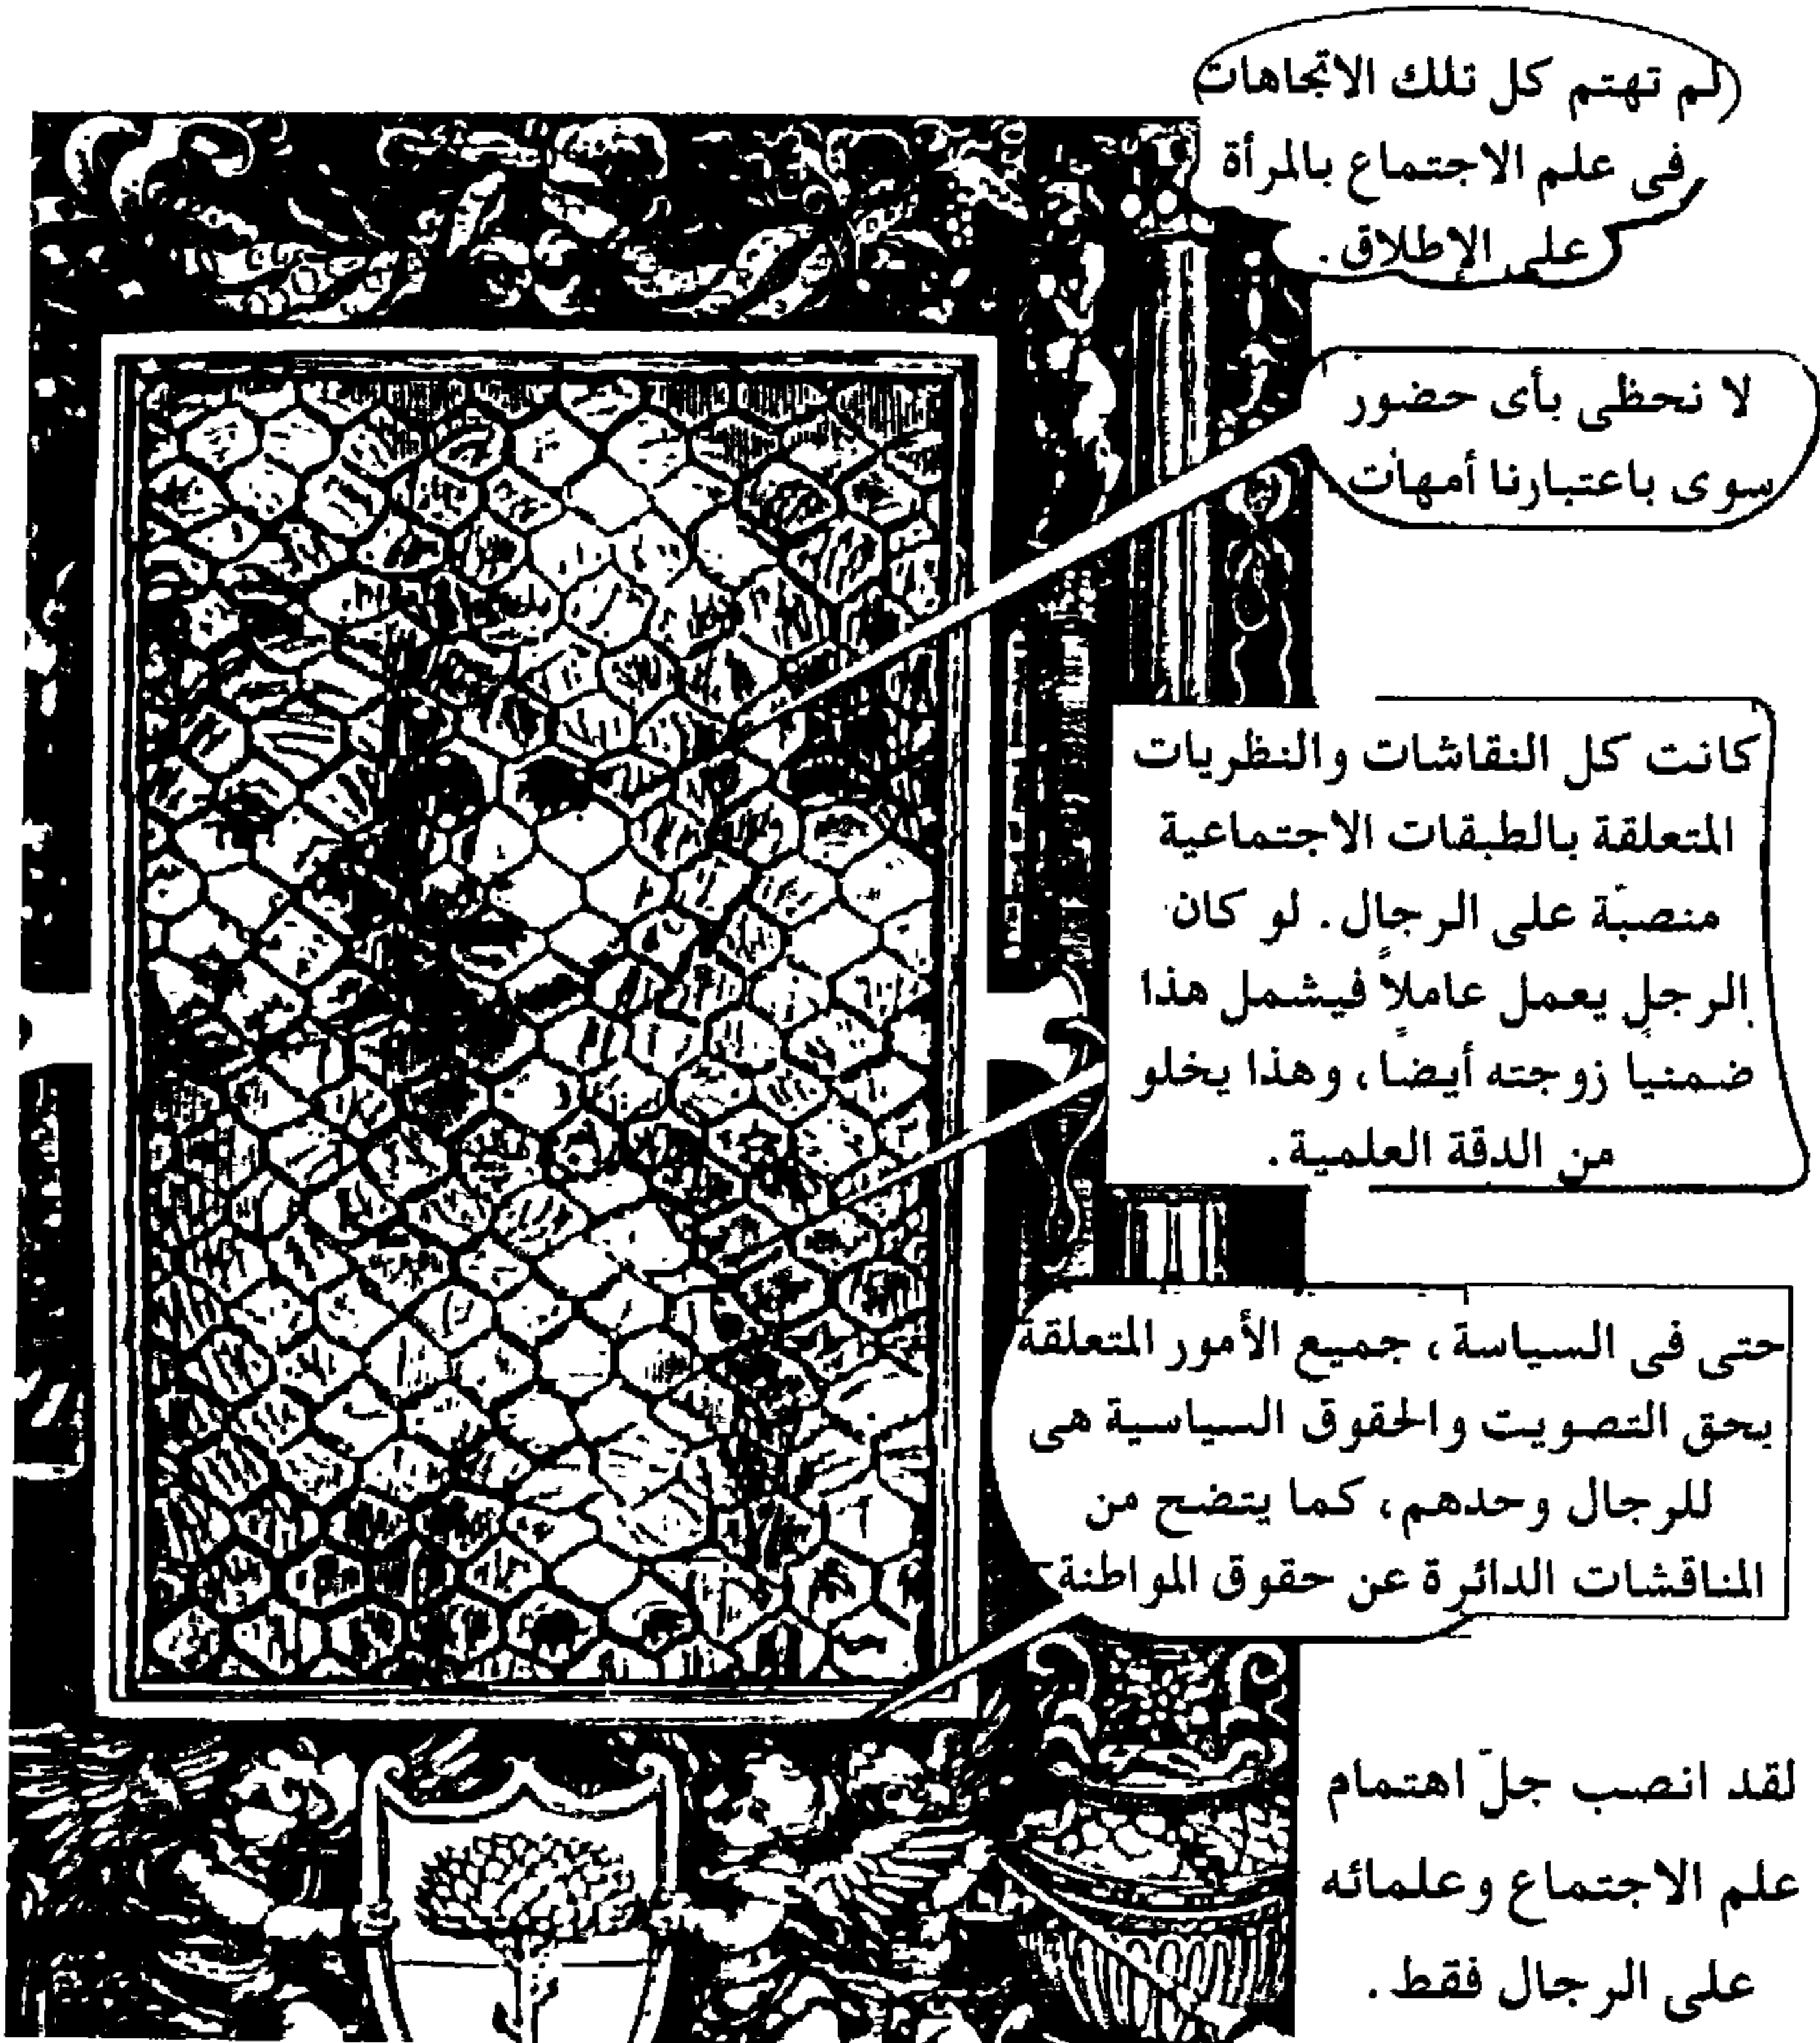 لم تهتم كل تلك الاتجاهات
فى علم الاجتماع بالمرأة
على الإطلاق.
لا نحظى بأى حضور
سوى باعتبارنا أمهات
كانت كل النقاشات والنظريات
المتعلقة بالطبقات الاجتماعية
منصبّة على الرجال. لو كان
الرجل يعمل عاملاً فيشمل هذا
ضمنياً زوجته أيضاً، وهذا يخلو
من الدقة العلمية.
حتى فى السياسة، جميع الأمور المتعلقة
بحق التصويت والحقوق السياسية هى
للرجال وحدهم، كما يتضح من
المناقشات الدائرة عن حقوق المواطنة
لقد انصب جلّ اهتمام
علم الاجتماع وعلمائه
على الرجال فقط.